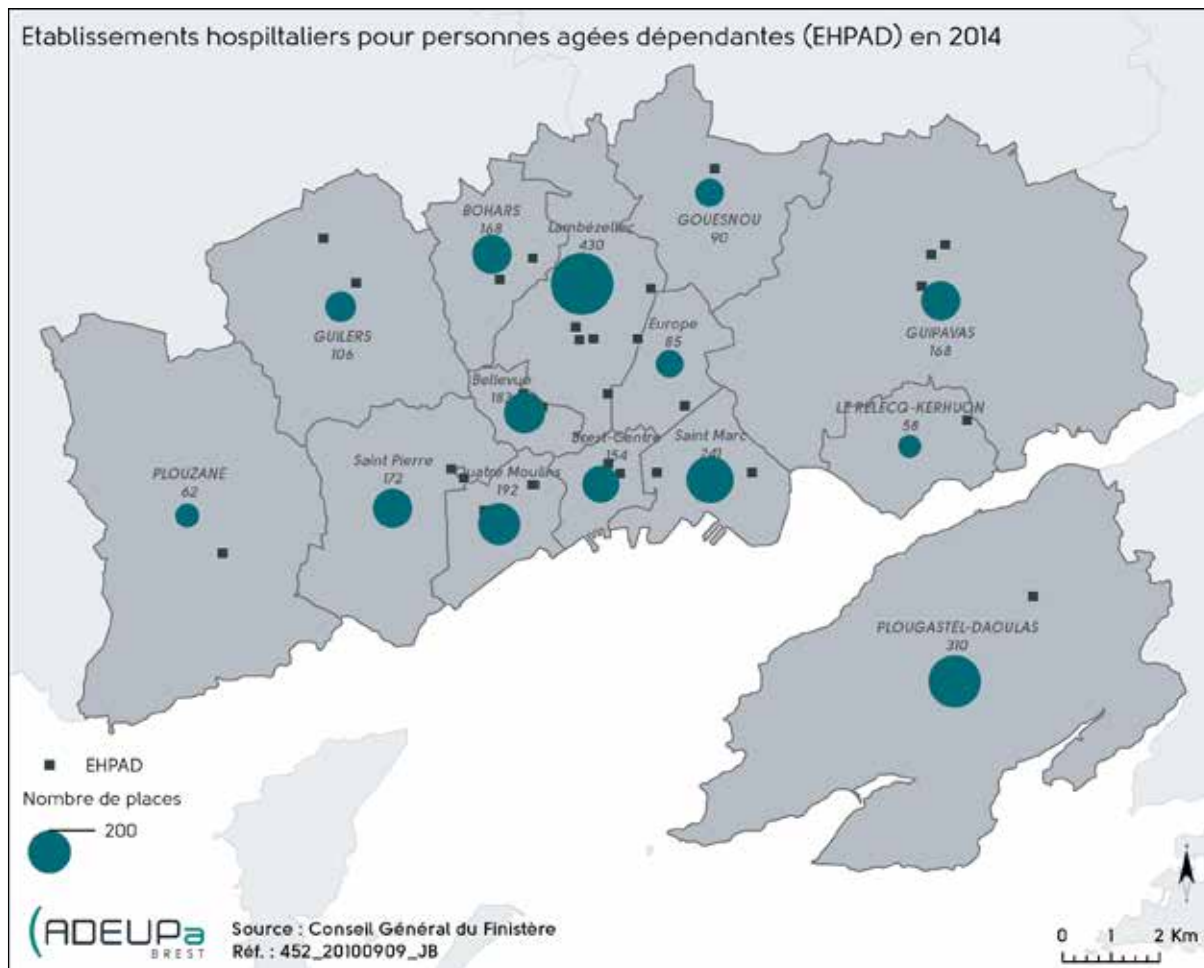 Etablissements hospiltaliers pour personnes agées dépendantes (EHPAD) en 2014
BOHARS
168
Lambézellec
430
GOUESNOU
90
GUILERS
106
Europe
85
GUIPAVAS
168
Bellevue
LE RELECQ-KERHUON
58
PLOUZANE
62
Saint Pierre
172
Quatre Moulins
192
Brest-Centre
154
Saint Marc
241
PLOUGASTEL-DAOULAS
310
EHPAD
Nombre de places
200
ADEUPa
BREST
Source : Conseil Général du Finistère
Réf. : 452_20100909_JB
0 1 2 Km